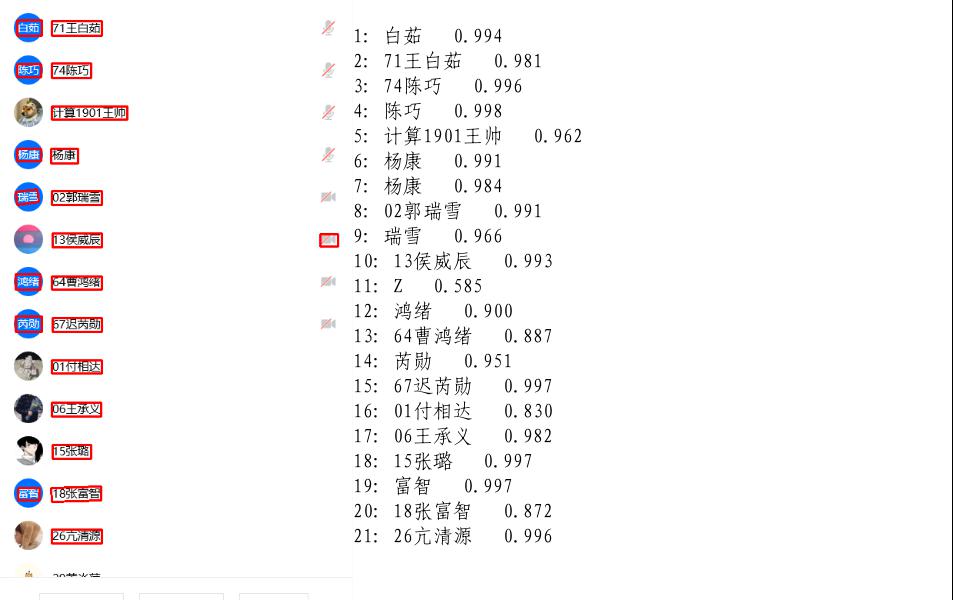 白茹 71王白茹
陈巧 74陈巧
计算1901王帅
杨康 杨康
瑞雪 02郭瑞雪
13侯威辰
鸿绪 64曹鸿绪
芮勋 67迟芮勋
01付相达
06王承义
15张璐
富智 18张富智
26亢清源
1: 白茹 0.994
2: 71王白茹 0.981
3: 74陈巧 0.996
4: 陈巧 0.998
5: 计算1901王帅 0.962
6: 杨康 0.991
7: 杨康 0.984
8: 02郭瑞雪 0.991
9: 瑞雪 0.966
10: 13侯威辰 0.993
11: Z 0.585
12: 鸿绪 0.900
13: 64曹鸿绪 0.887
14: 芮勋 0.951
15: 67迟芮勋 0.997
16: 01付相达 0.830
17: 06王承义 0.982
18: 15张璐 0.997
19: 富智 0.997
20: 18张富智 0.872
21: 26亢清源 0.996